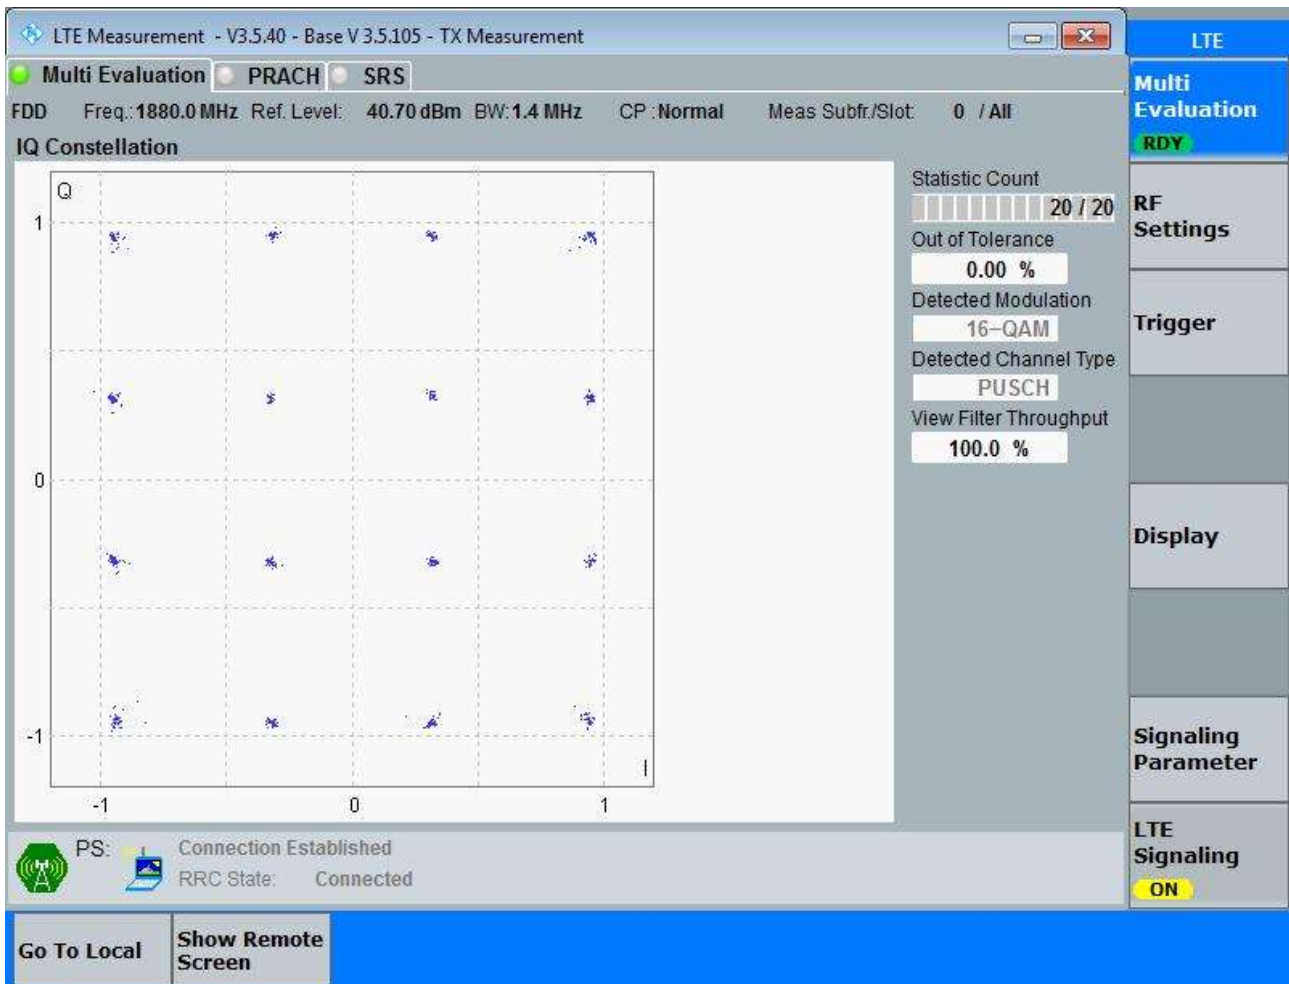 LTE Measurement - V3.5.40 - Base V 3.5.105 - TX Measurement
LTE
Multi Evaluation PRACH SRS
FDD Freq.:1880.0 MHz Ref. Level: 40.70 dBm BW:1.4 MHz CP :Normal Meas Subfr./Slot: 0 / All
IQ Constellation
Q
1
0
-1
-1 0 1
I
Statistic Count
20 / 20
Out of Tolerance
0.00 %
Detected Modulation
16-QAM
Detected Channel Type
PUSCH
View Filter Throughput
100.0 %
Multi
Evaluation
RDY
RF
Settings
Trigger
Display
Signaling
Parameter
LTE
Signaling
ON
PS: Connection Established
RRC State: Connected
Go To Local
Show Remote
Screen